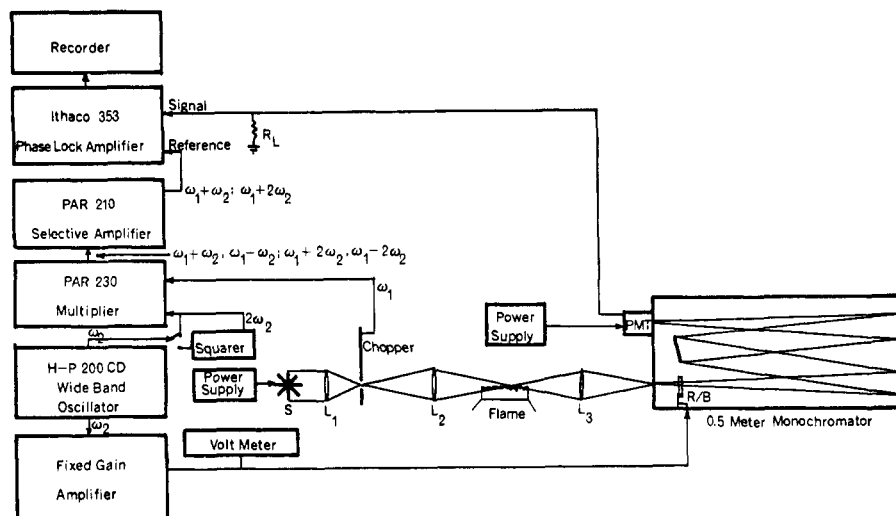 Recorder
Ithaco 353
Phase Lock Amplifier
Signal
Reference
R_L
ω₁+ω₂; ω₁+2ω₂
PAR 210
Selective Amplifier
ω₁+ω₂, ω₁-ω₂; ω₁+2ω₂, ω₁-2ω₂
PAR 230
Multiplier
ω₁
ω₂
2ω₂
Squarer
H-P 200 CD
Wide Band
Oscillator
ω₂
Fixed Gain
Amplifier
Volt Meter
Power
Supply
S
L₁
Chopper
L₂
Flame
L₃
Power
Supply
PMT
R/B
0.5 Meter Monochromator